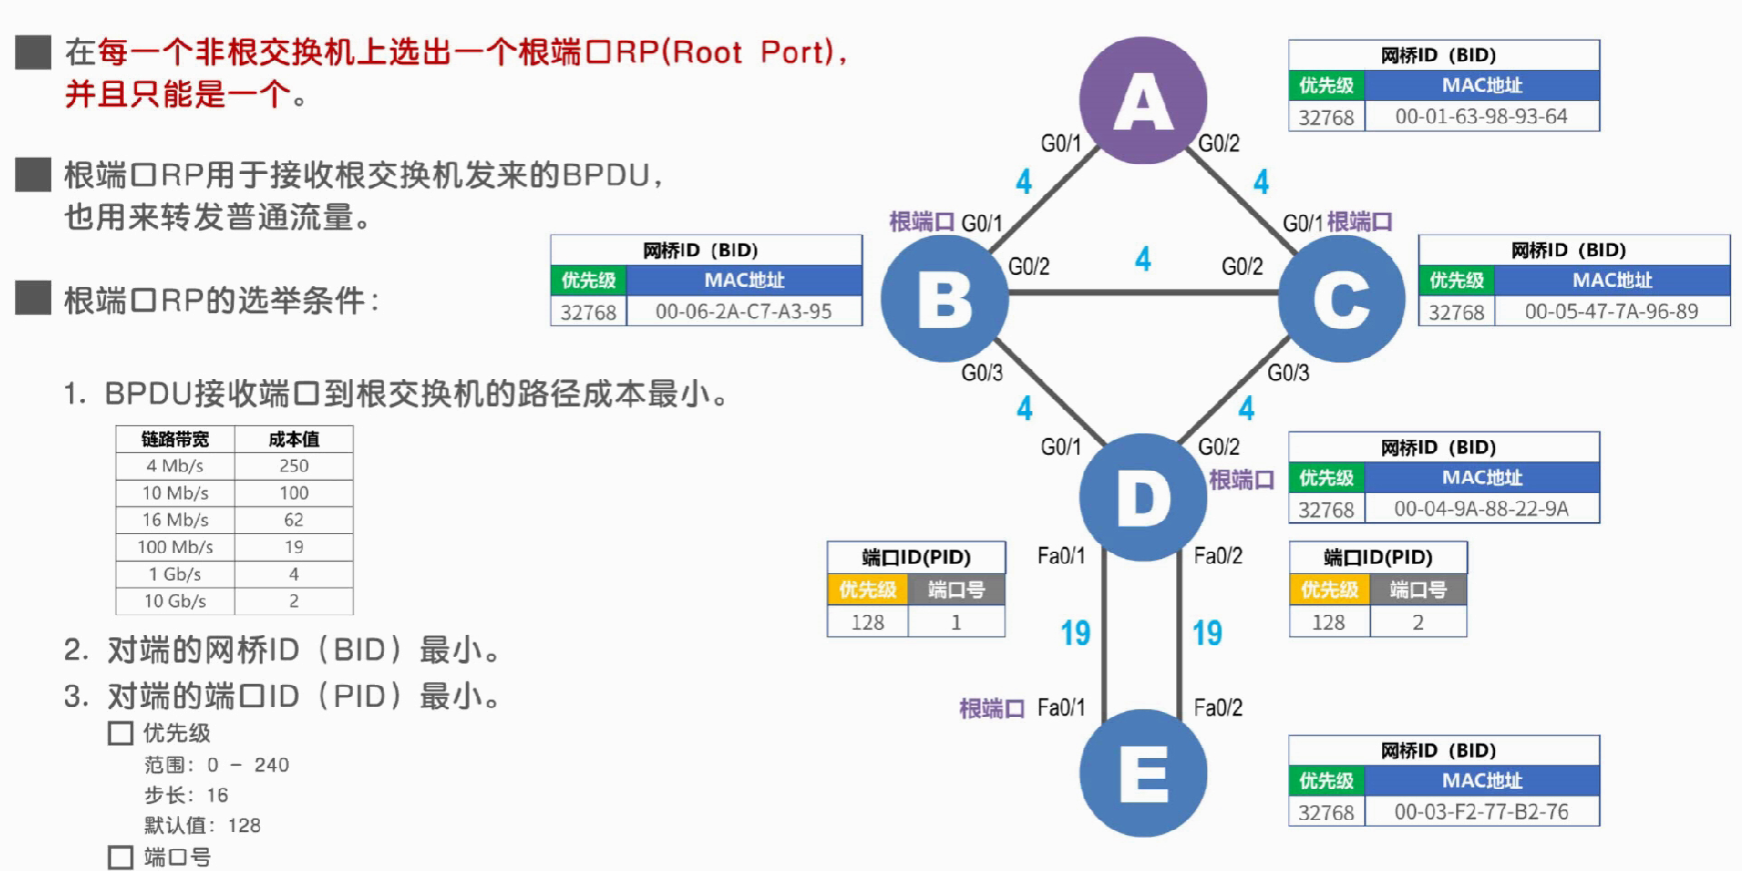 在每一个非根交换机上选出一个根端口RP(Root Port)，
并且只能是一个。
根端口RP用于接收根交换机发来的BPDU，
也用来转发普通流量。
根端口RP的选举条件：
1. BPDU接收端口到根交换机的路径成本最小。
链路带宽 成本值
4 Mb/s 250
10 Mb/s 100
16 Mb/s 62
100 Mb/s 19
1 Gb/s 4
10 Gb/s 2
2. 对端的网桥ID（BID）最小。
3. 对端的端口ID（PID）最小。
优先级
范围：0 – 240
步长：16
默认值：128
端口号
A
网桥ID（BID）
优先级 MAC地址
32768 00-01-63-98-93-64
G0/1 G0/2
4 4
根端口 G0/1 G0/1 根端口
网桥ID（BID）
优先级 MAC地址
32768 00-06-2A-C7-A3-95
B
G0/2 4 G0/2
C
网桥ID（BID）
优先级 MAC地址
32768 00-05-47-7A-96-89
G0/3 G0/3
4 4
G0/1 G0/2
D
根端口
网桥ID（BID）
优先级 MAC地址
32768 00-04-9A-88-22-9A
端口ID(PID)
优先级 端口号
128 1
Fa0/1 Fa0/2
端口ID(PID)
优先级 端口号
128 2
19 19
根端口 Fa0/1 Fa0/2
E
网桥ID（BID）
优先级 MAC地址
32768 00-03-F2-77-B2-76